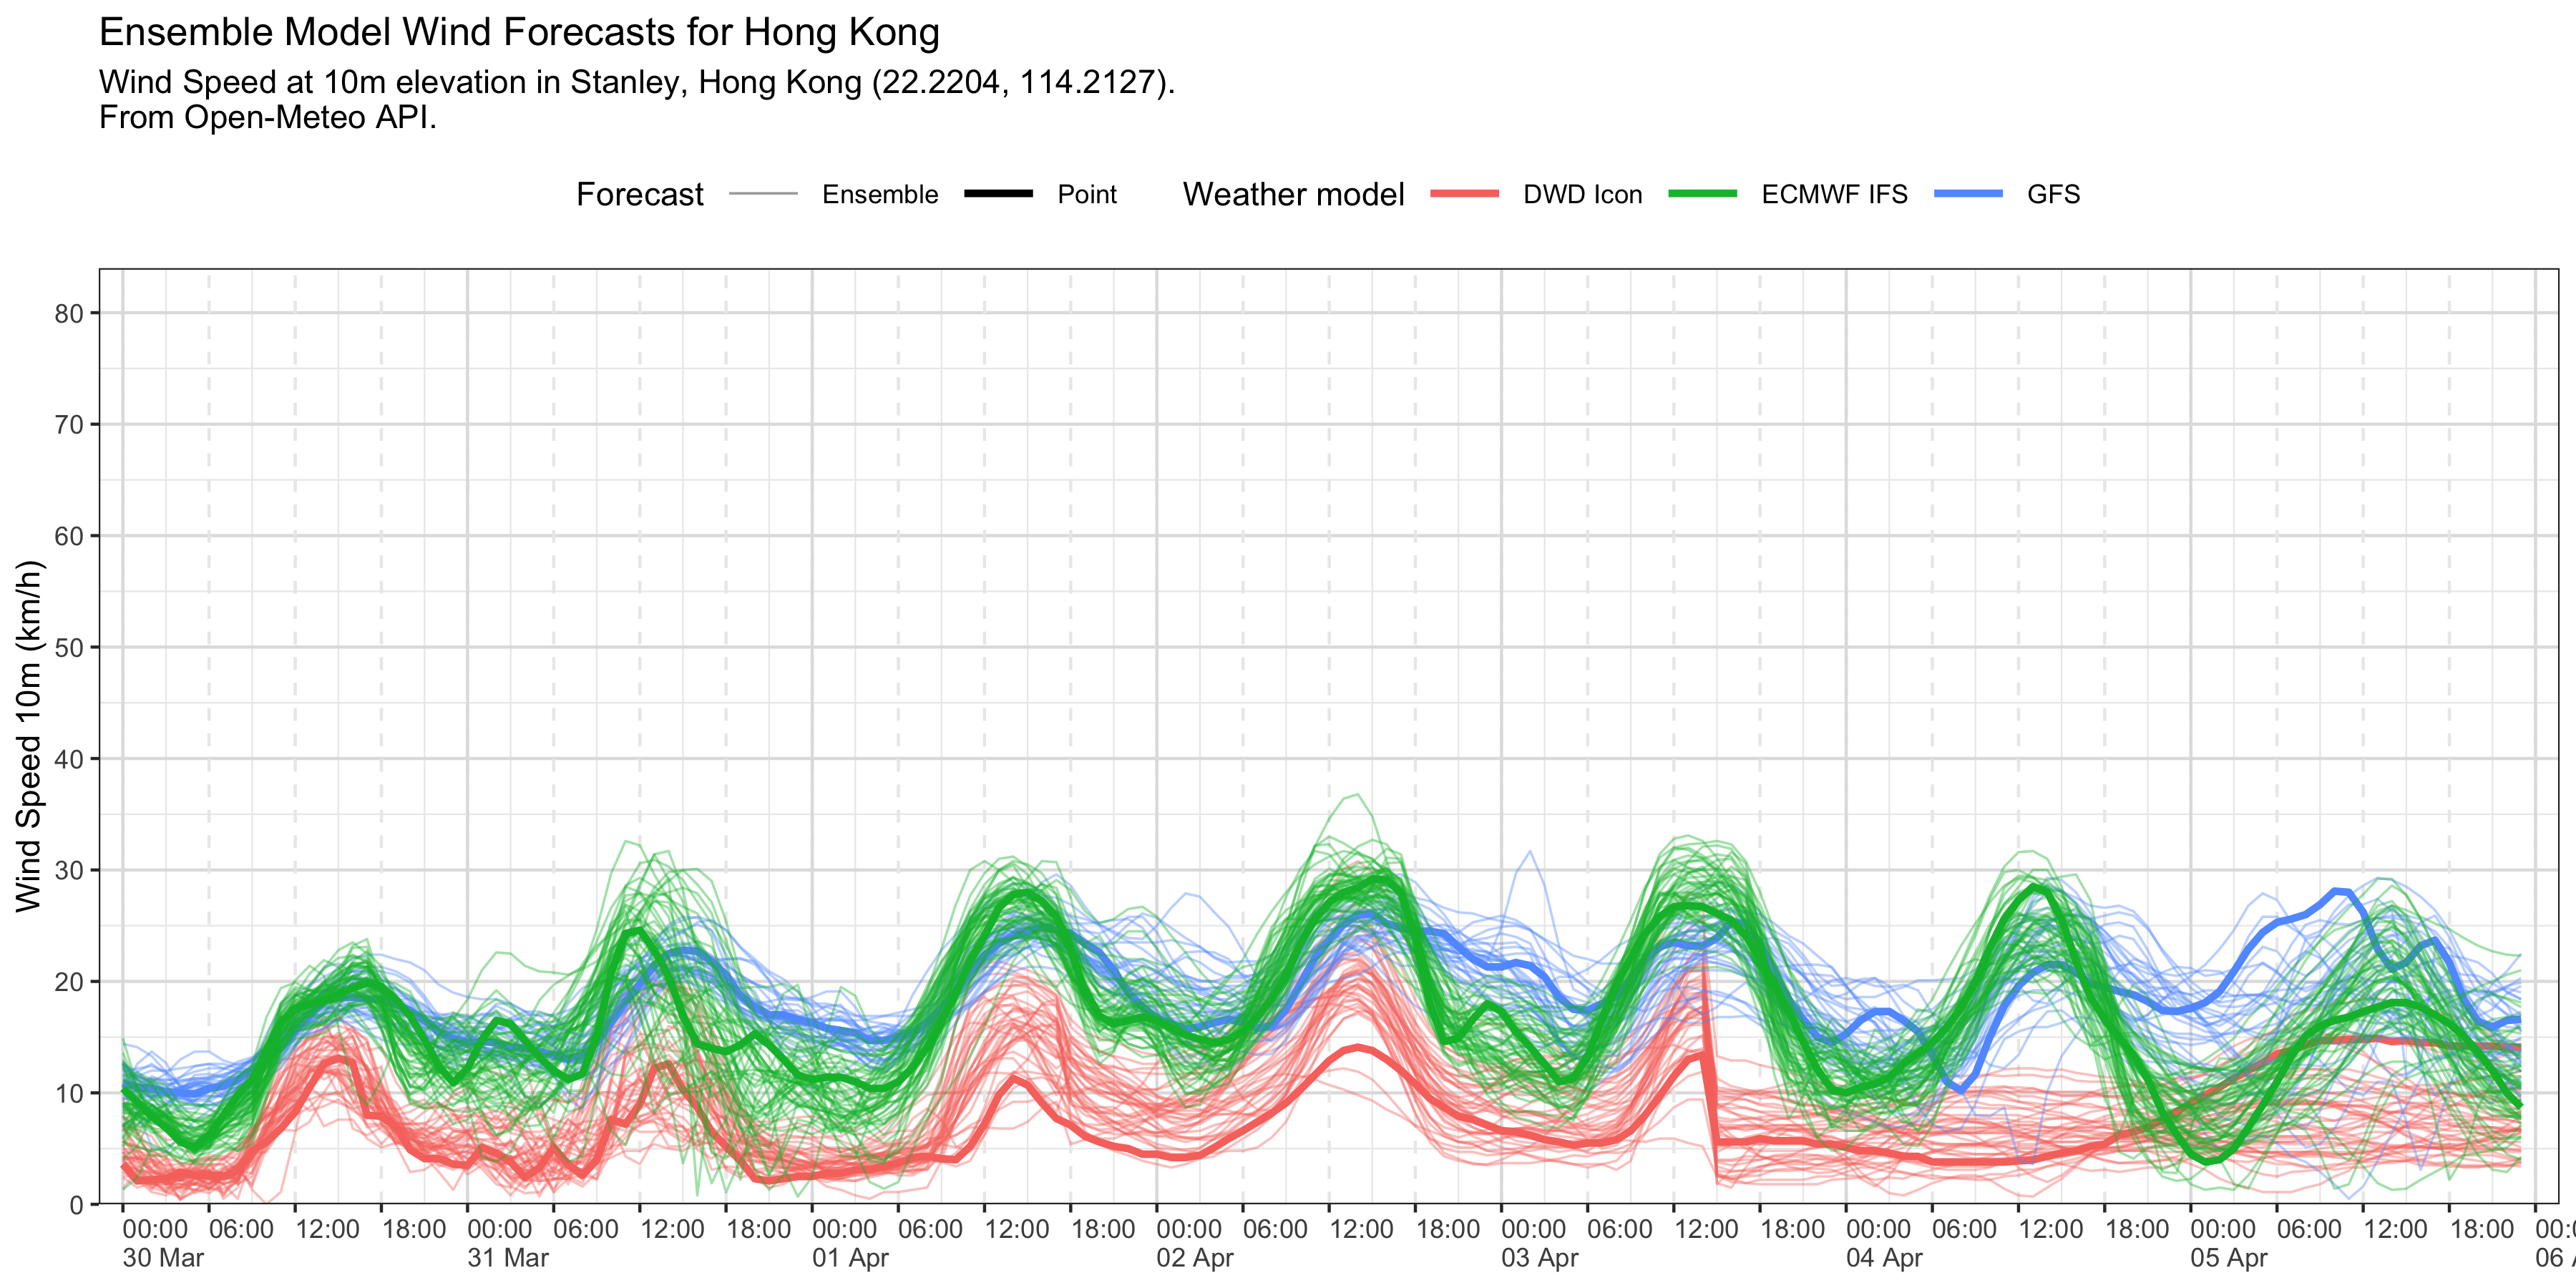 Ensemble Model Wind Forecasts for Hong Kong
Wind Speed at 10m elevation in Stanley, Hong Kong (22.2204, 114.2127).
From Open-Meteo API.
Forecast Ensemble Point Weather model DWD Icon ECMWF IFS GFS
Wind Speed 10m (km/h)
80
70
60
50
40
30
20
10
0
00:00 06:00 12:00 18:00 00:00 06:00 12:00 18:00 00:00 06:00 12:00 18:00 00:00 06:00 12:00 18:00 00:00 06:00 12:00 18:00 00:00 06:00 12:00 18:00 00:00 06:00 12:00 18:00
30 Mar 31 Mar 01 Apr 02 Apr 03 Apr 04 Apr 05 Apr 06